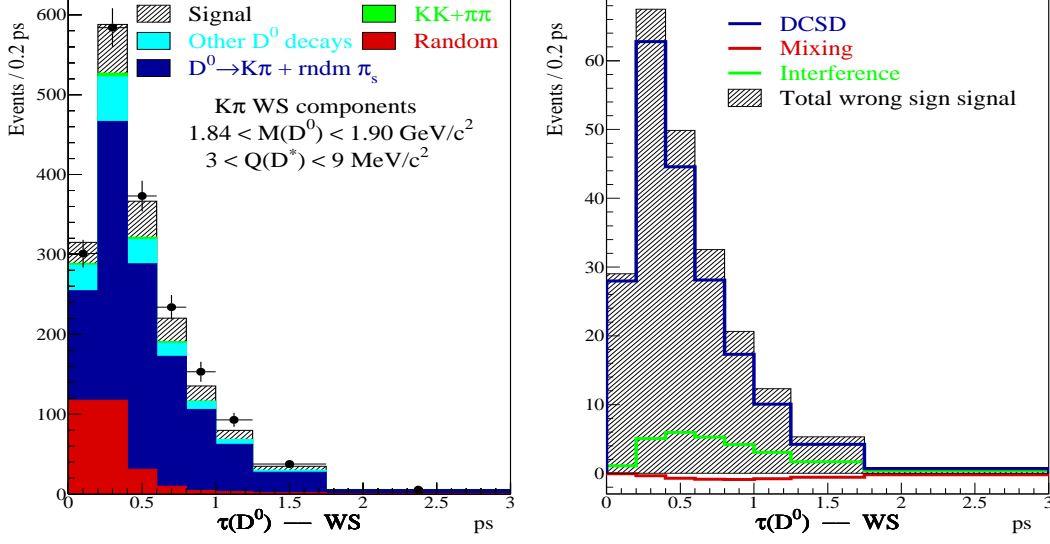 Events / 0.2 ps
600
500
400
300
200
100
0
Signal
KK+ππ
Other D⁰ decays
Random
D⁰→Kπ + rndm πₛ
Kπ WS components
1.84 < M(D⁰) < 1.90 GeV/c²
3 < Q(D*) < 9 MeV/c²
0 0.5 1 1.5 2 2.5 3
τ(D⁰) — WS
ps
Events / 0.2 ps
60
50
40
30
20
10
0
DCSD
Mixing
Interference
Total wrong sign signal
0 0.5 1 1.5 2 2.5 3
τ(D⁰) — WS
ps